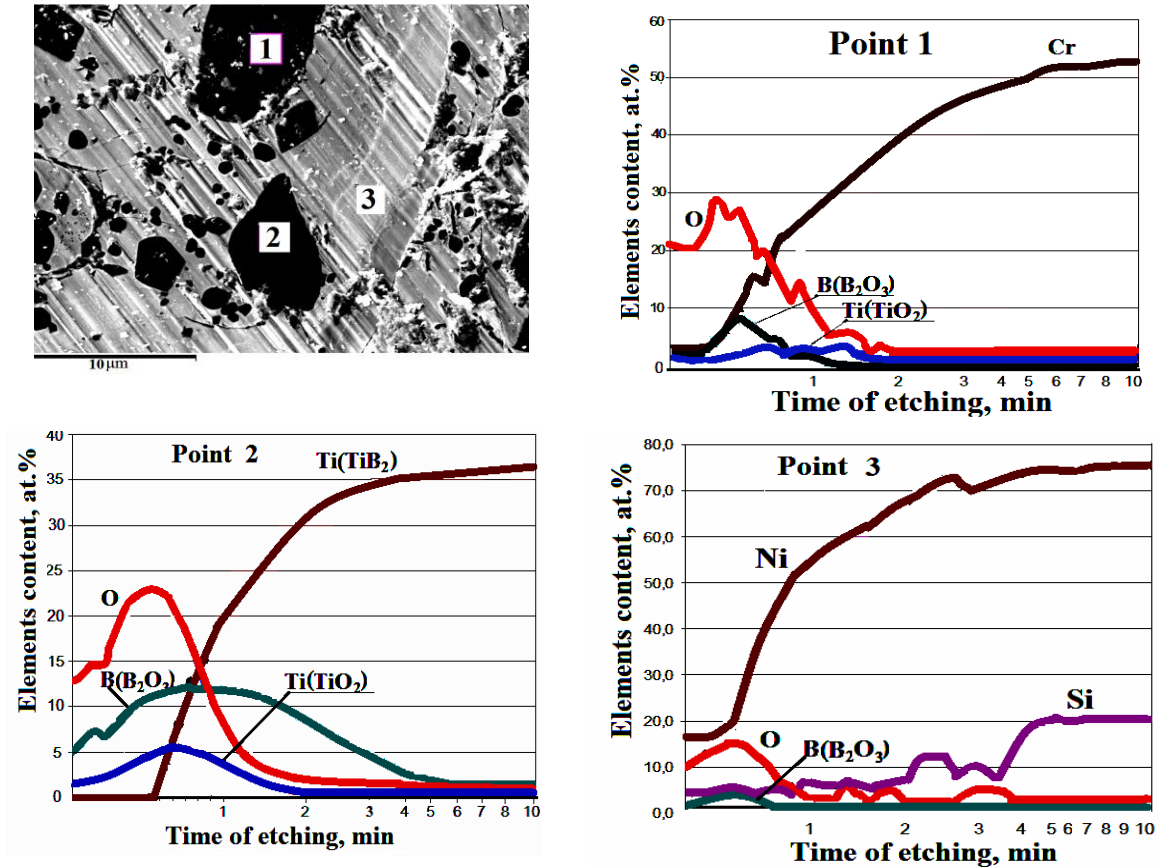 1
2
3
10μm
Point 1
Elements content, at.%
60
50
40
30
20
10
0
Cr
O
B(B₂O₃)
Ti(TiO₂)
1 2 3 4 5 6 7 8 10
Time of etching, min
Point 2
Elements content, at.%
40
35
30
25
20
15
10
5
0
Ti(TiB₂)
O
B(B₂O₃)
Ti(TiO₂)
1 2 3 4 5 6 7 8 10
Time of etching, min
Point 3
Elements content, at.%
80,0
70,0
60,0
50,0
40,0
30,0
20,0
10,0
0,0
Ni
Si
O
B(B₂O₃)
1 2 3 4 5 6 7 8 9 10
Time of etching, min